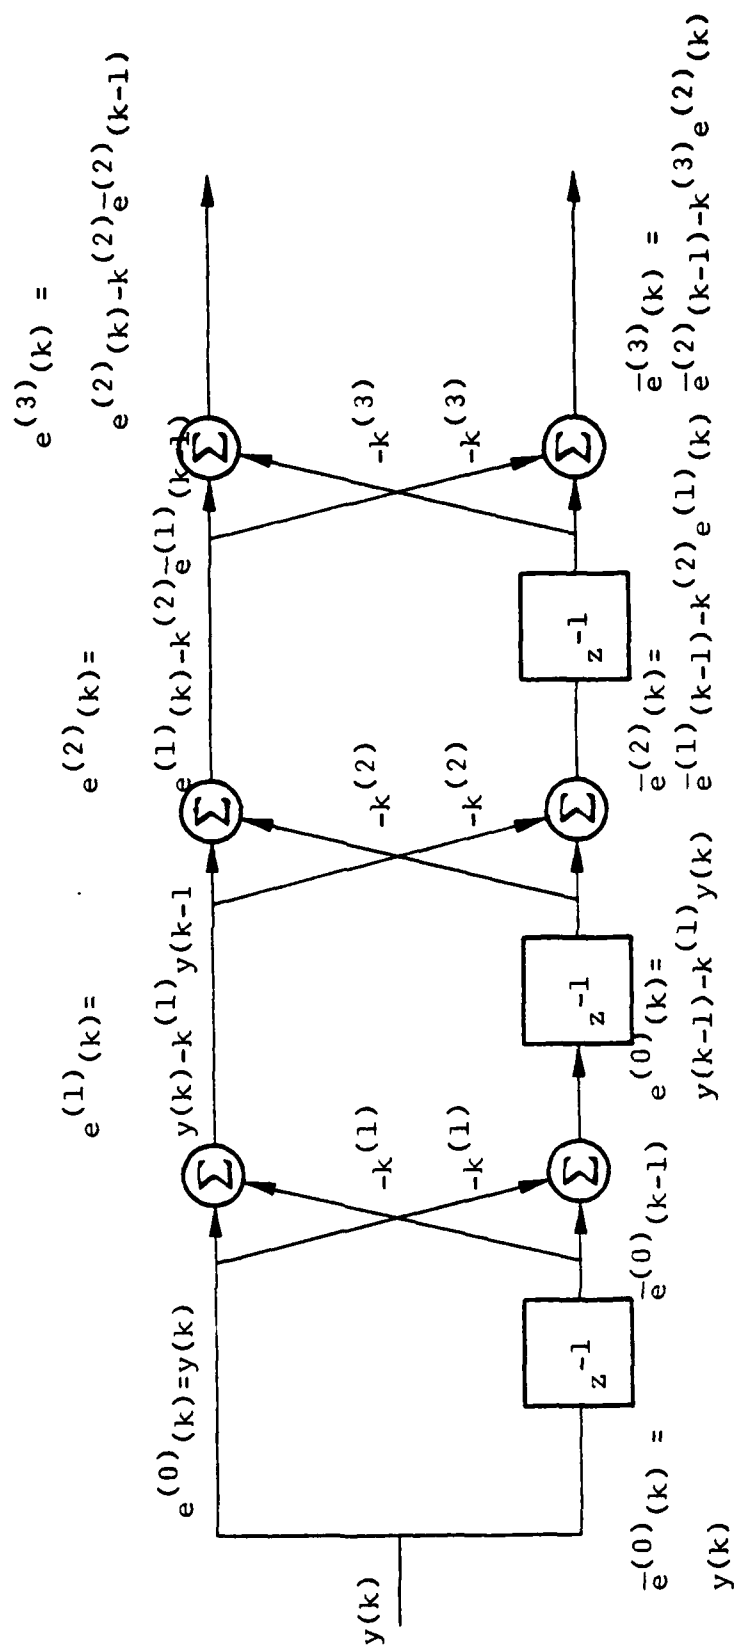 e^(1)(k)=
y(k)-k^(1)y(k-1
e^(2)(k)=
e^(1)(k)-k^(2)e̅^(1)(k-1)
e^(3)(k) =
e^(2)(k)-k^(2)e̅^(2)(k-1)
e^(0)(k)=y(k)
Σ
Σ
Σ
y(k)
-k^(1)
-k^(1)
-k^(2)
-k^(2)
-k^(3)
-k^(3)
z^-1
Σ
z^-1
Σ
z^-1
Σ
e̅^(0)(k) =
y(k)
e̅^(0)(k-1)
e^(0)(k)=
y(k-1)-k^(1)y(k)
e̅^(2)(k)=
e̅^(1)(k-1)-k^(2)e^(1)(k)
e̅^(3)(k) =
e̅^(2)(k-1)-k^(3)e^(2)(k)